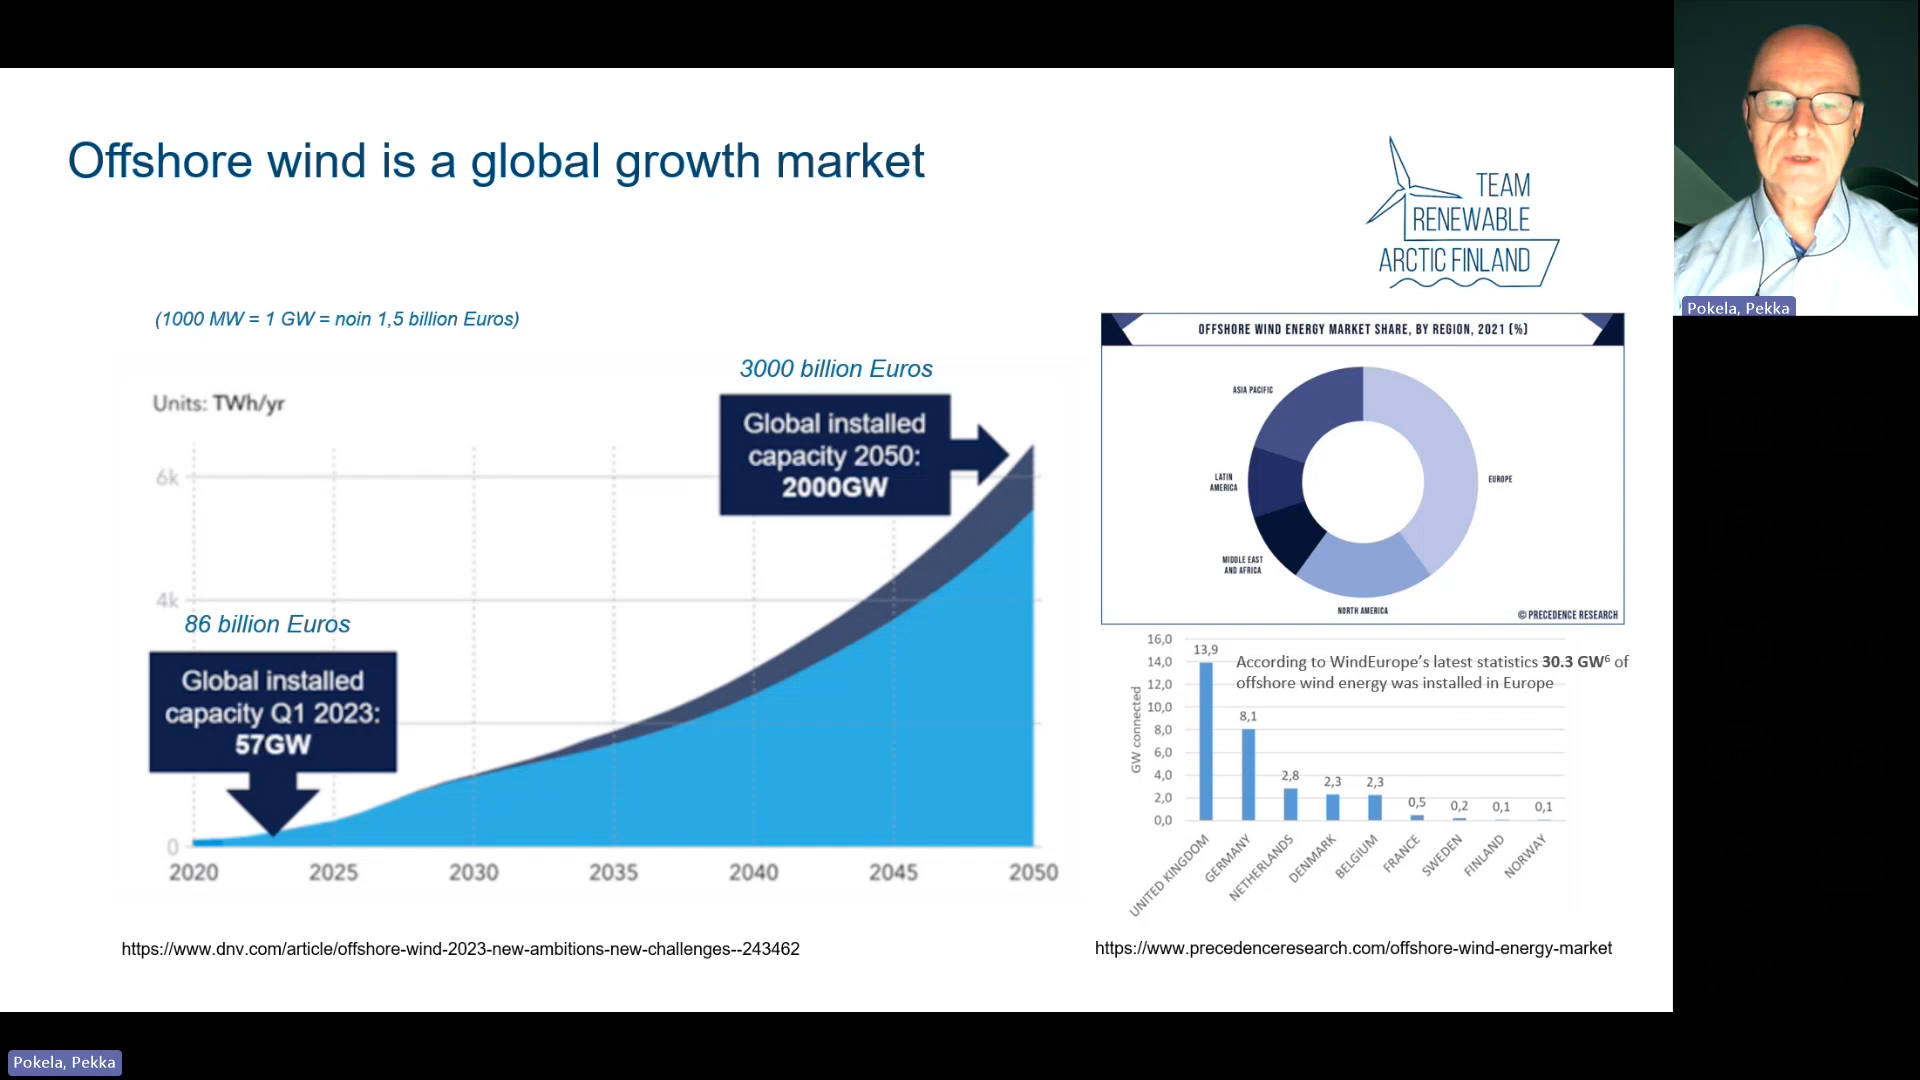 Offshore wind is a global growth market
TEAM
RENEWABLE
ARCTIC FINLAND
Pokela, Pekka
(1000 MW = 1 GW = noin 1,5 billion Euros)
3000 billion Euros
Units: TWh/yr
Global installed
capacity 2050:
2000GW
6k
4k
86 billion Euros
Global installed
capacity Q1 2023:
57GW
0
2020 2025 2030 2035 2040 2045 2050
https://www.dnv.com/article/offshore-wind-2023-new-ambitions-new-challenges--243462
OFFSHORE WIND ENERGY MARKET SHARE, BY REGION, 2021 (%)
ASIA PACIFIC
LATIN
AMERICA
EUROPE
MIDDLE EAST
AND AFRICA
NORTH AMERICA
© PRECEDENCE RESEARCH
According to WindEurope's latest statistics 30.3 GW⁶ of
offshore wind energy was installed in Europe
GW connected
16,0
14,0
12,0
10,0
8,0
6,0
4,0
2,0
0,0
13,9
8,1
2,8
2,3
2,3
0,5
0,2
0,1
0,1
UNITED KINGDOM
GERMANY
NETHERLANDS
DENMARK
BELGIUM
FRANCE
SWEDEN
FINLAND
NORWAY
https://www.precedenceresearch.com/offshore-wind-energy-market
Pokela, Pekka